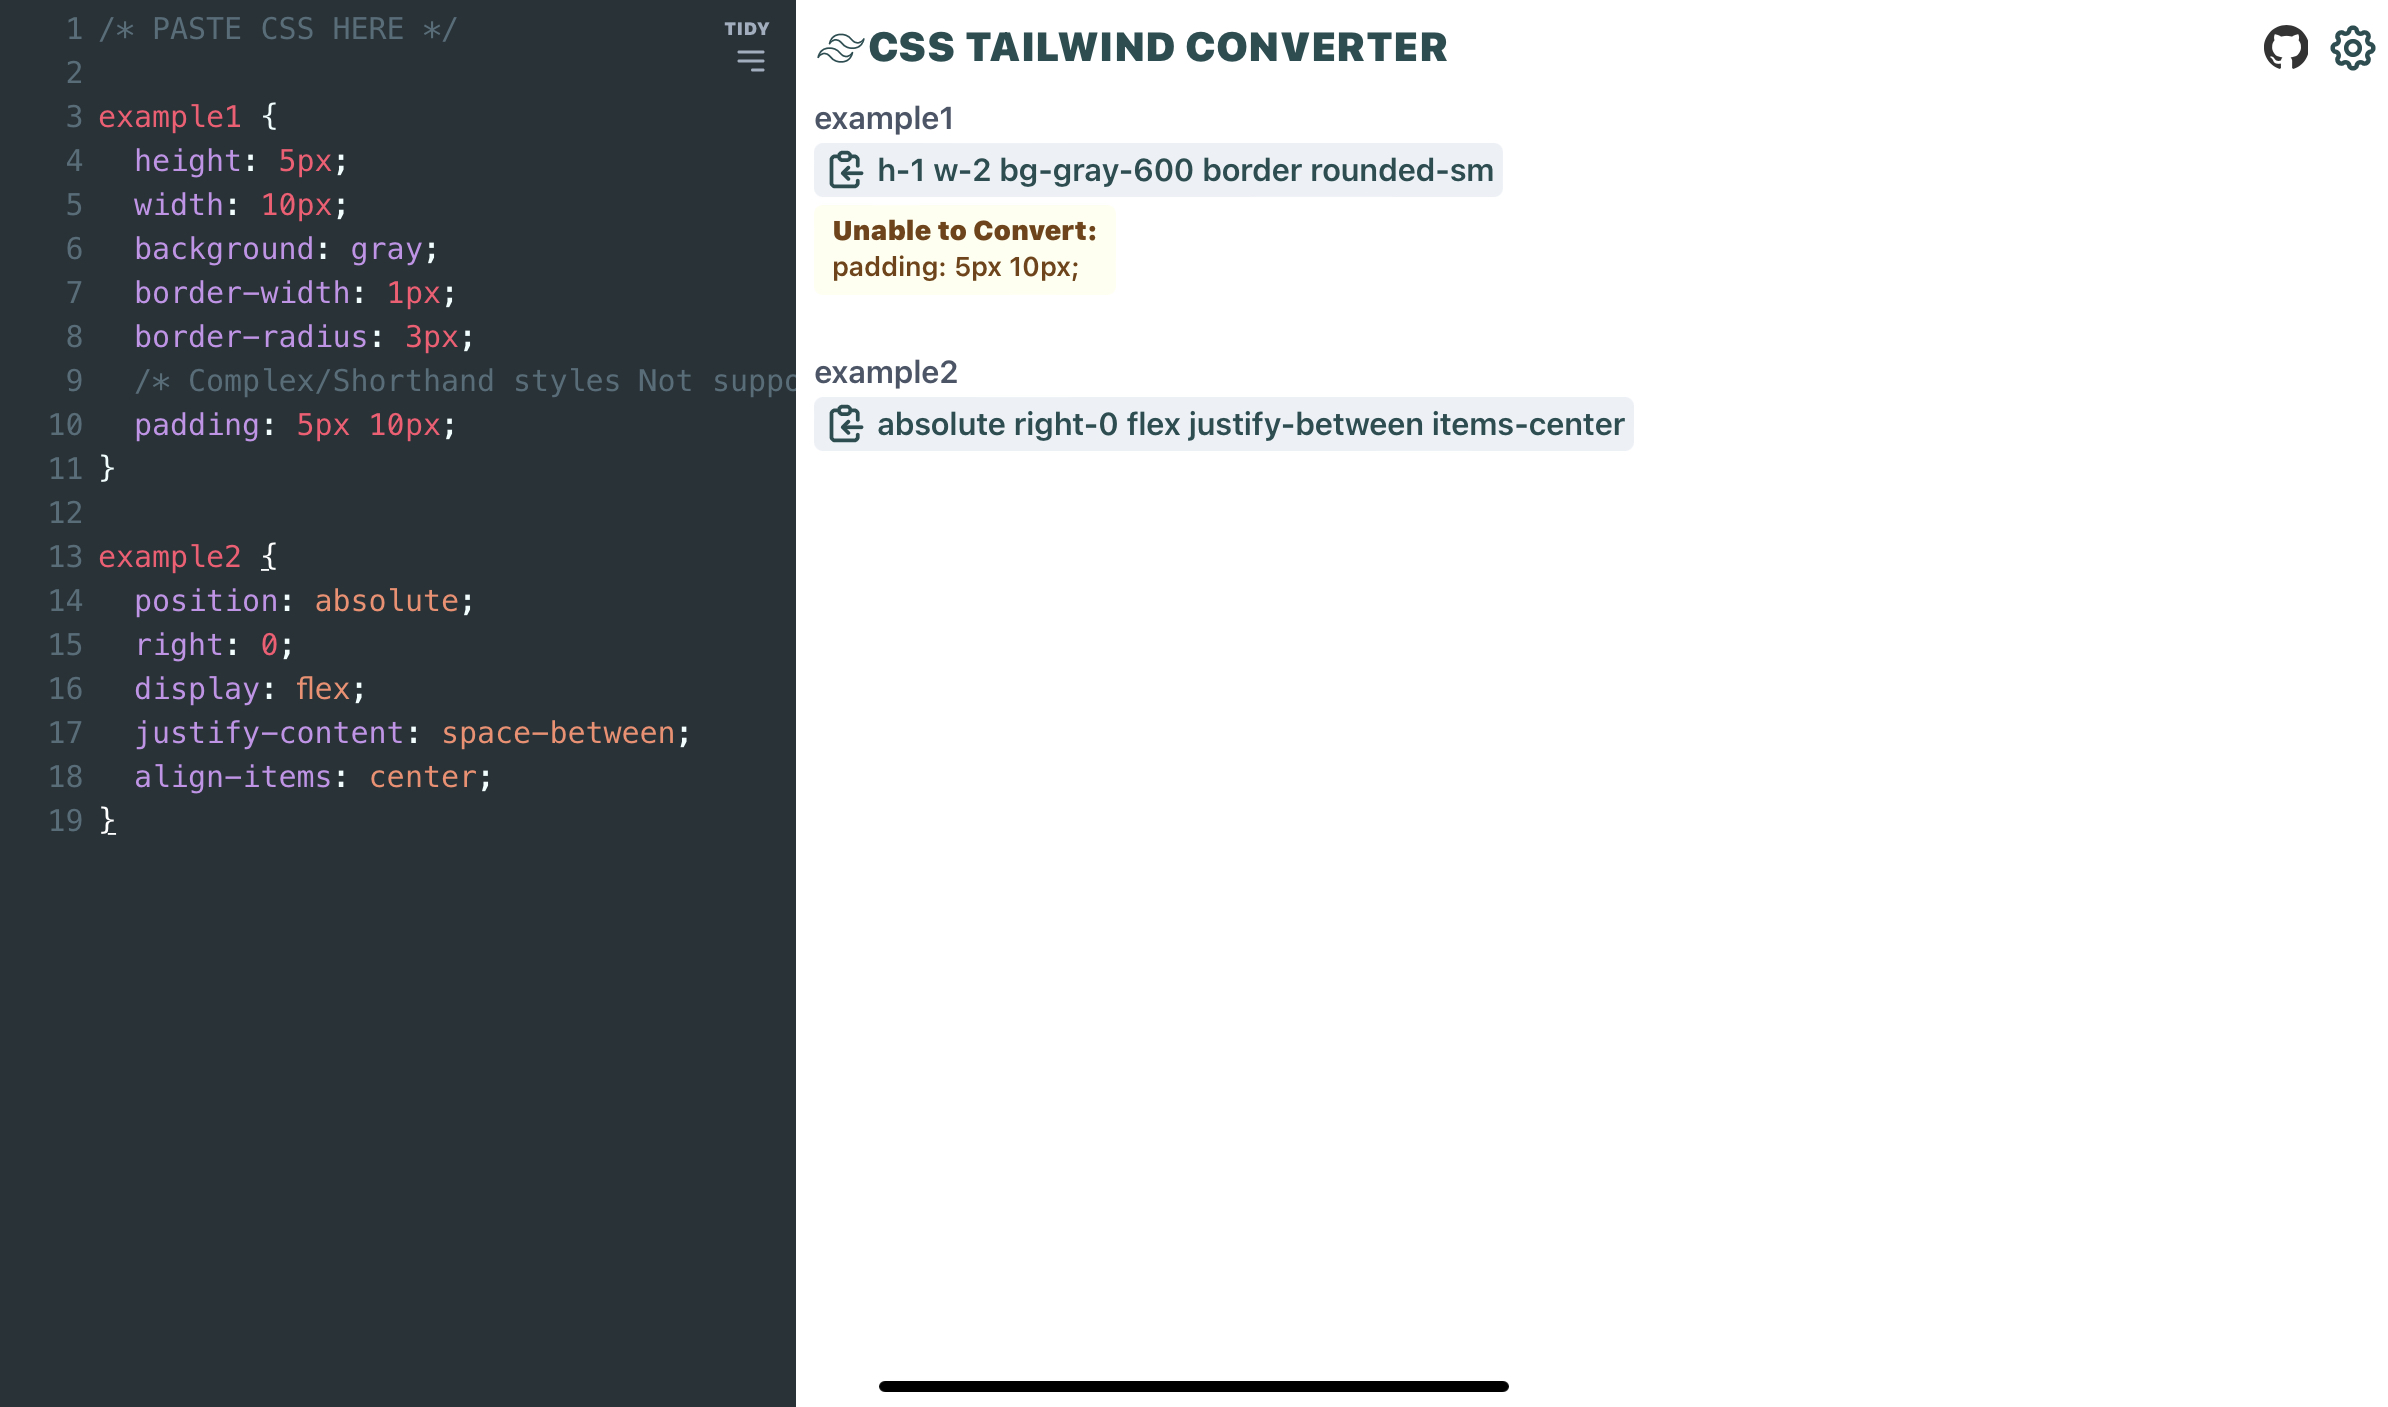 1 /* PASTE CSS HERE */
TIDY
2
3 example1 {
4 height: 5px;
5 width: 10px;
6 background: gray;
7 border-width: 1px;
8 border-radius: 3px;
9 /* Complex/Shorthand styles Not
10 padding: 5px 10px;
11 }
12
13 example2 {
14 position: absolute;
15 right: 0;
16 display: flex;
17 justify-content: space-between;
18 align-items: center;
19 }
CSS TAILWIND CONVERTER
example1
h-1 w-2 bg-gray-600 border rounded-sm
Unable to Convert:
padding: 5px 10px;
example2
absolute right-0 flex justify-between items-center